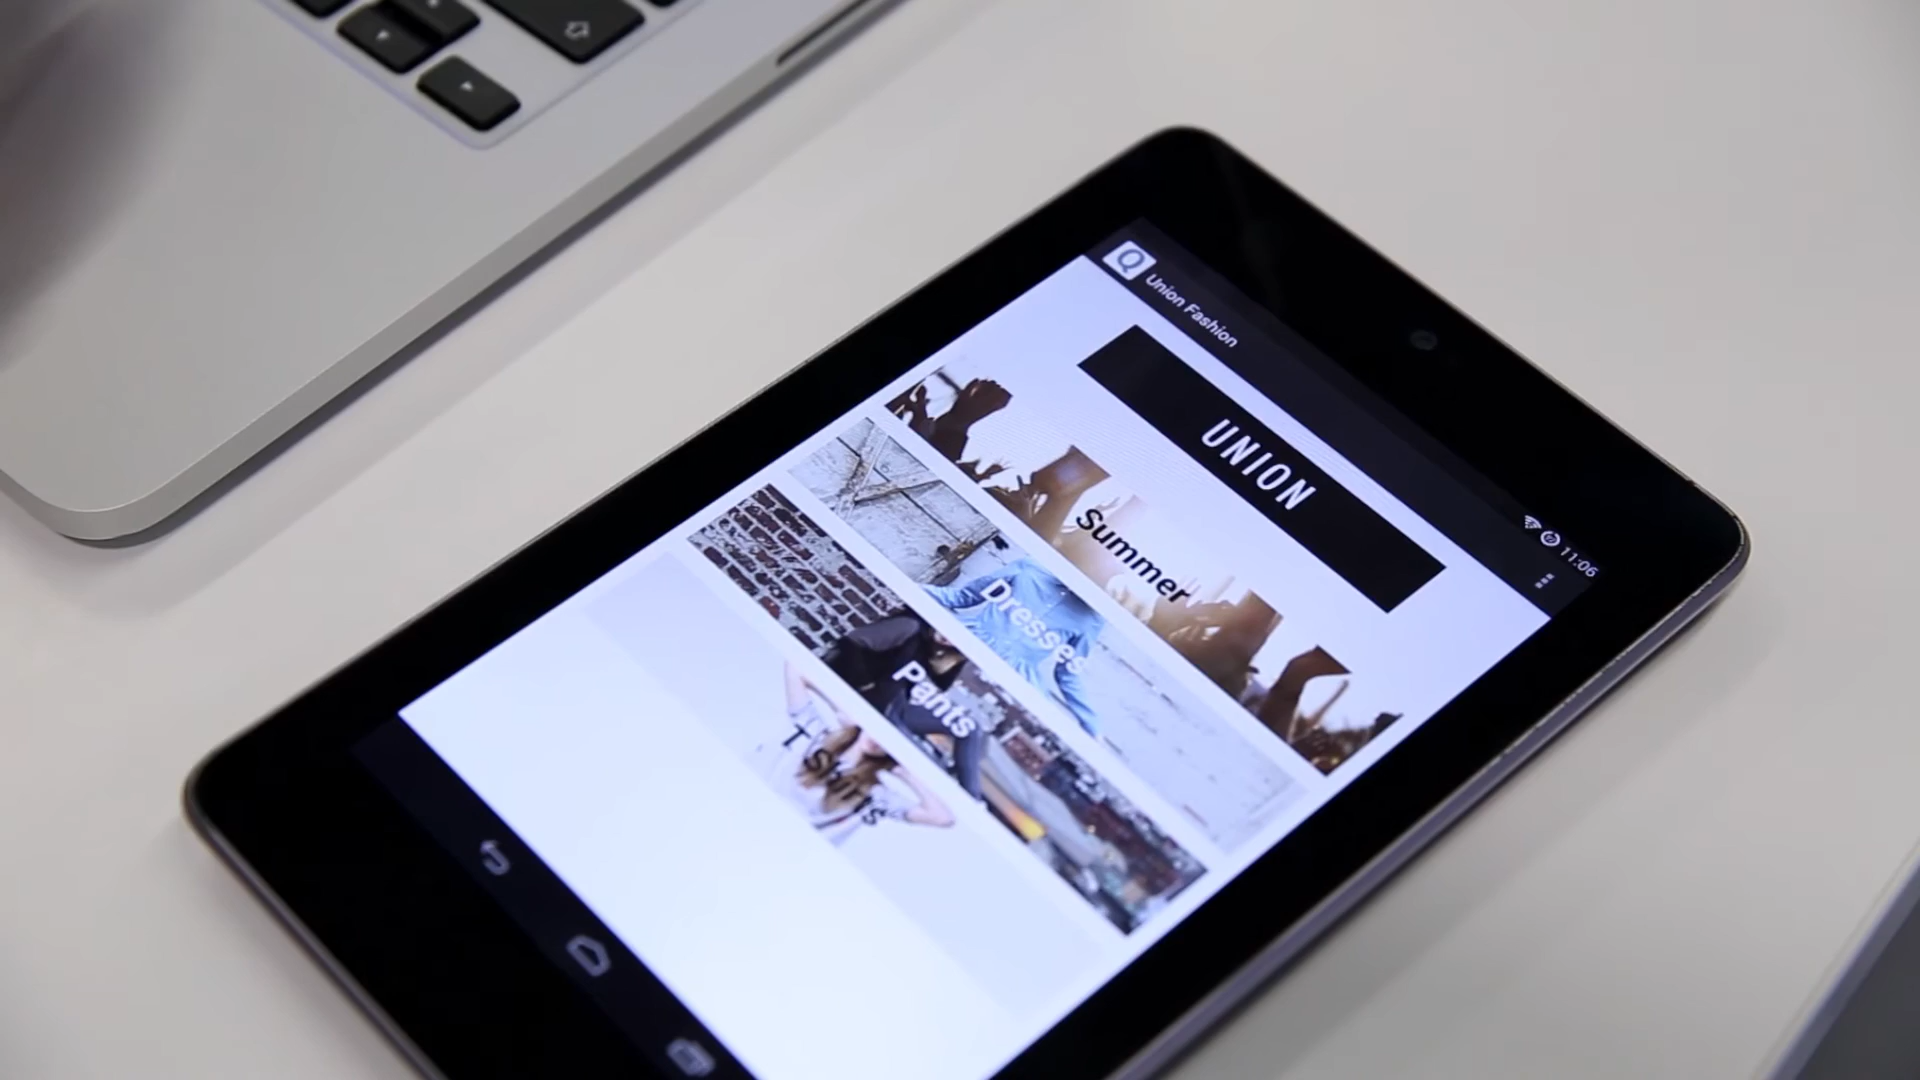 11:06
Q Union Fashion
UNION
Summer
Dresses
Pants
T Shirts